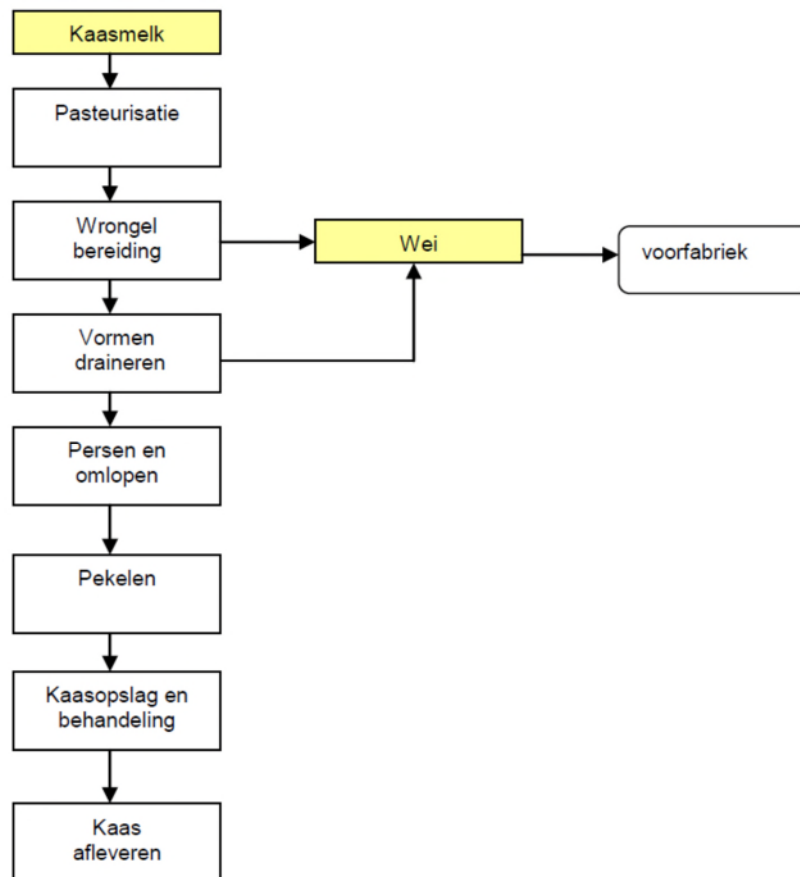 Kaasmelk
Pasteurisatie
Wrongel
bereiding
Wei
voorfabriek
Vormen
draineren
Persen en
omlopen
Pekelen
Kaasopslag en
behandeling
Kaas
afleveren